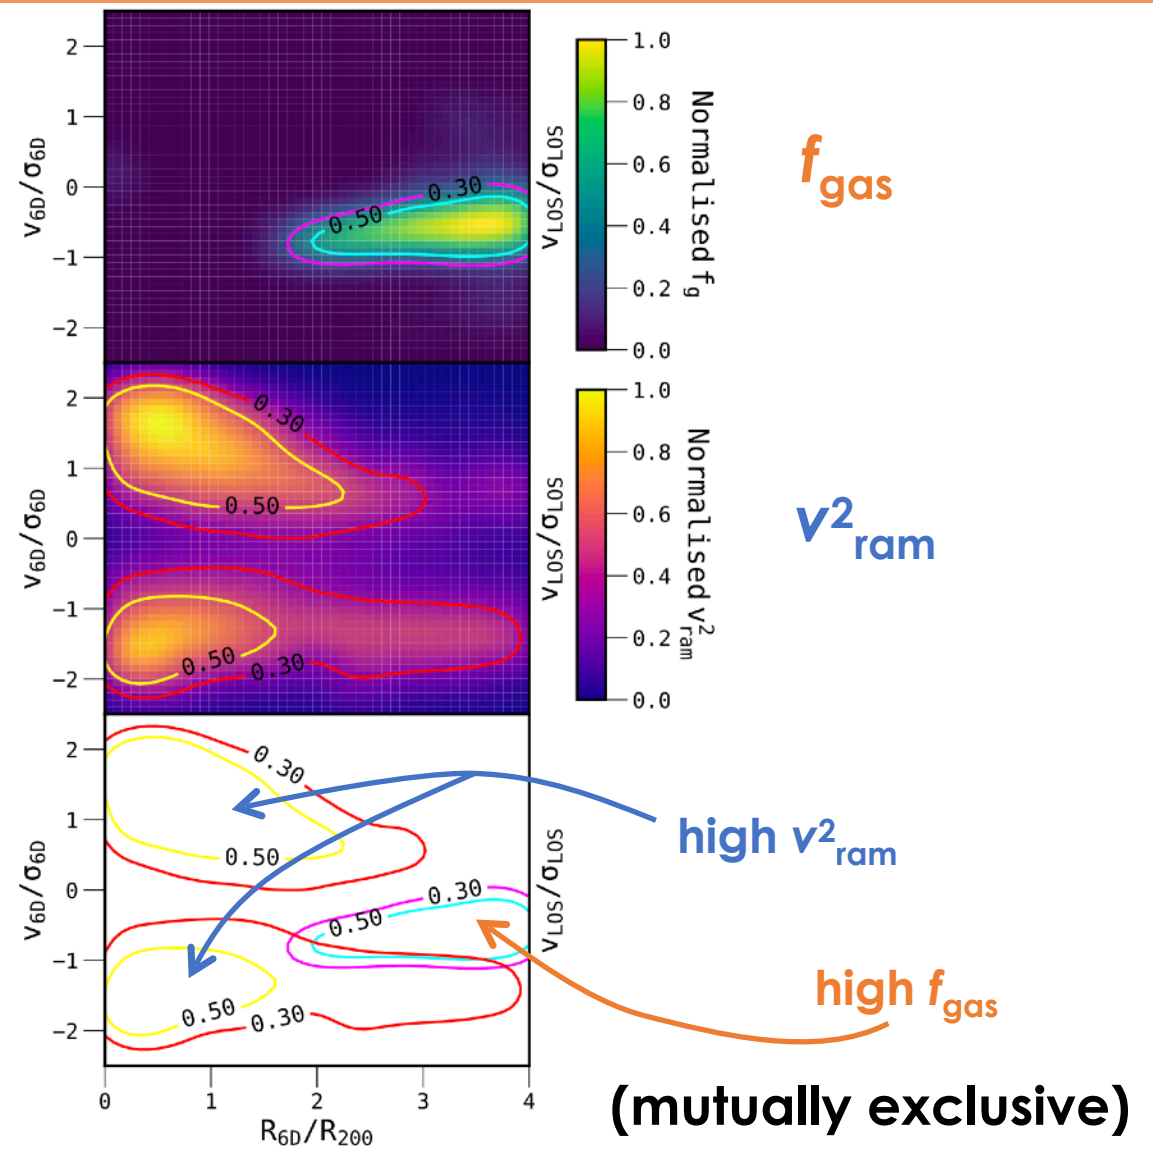 2
1
0
−1
−2
V6D/σ6D
0.30
0.50
VLOS/σLOS
1.0
0.8
0.6
0.4
0.2
0.0
Normalised fg
fgas
2
1
0
−1
−2
V6D/σ6D
0.30
0.50
0.50
0.30
VLOS/σLOS
1.0
0.8
0.6
0.4
0.2
0.0
Normalised v²ram
v²ram
2
1
0
−1
−2
V6D/σ6D
0.30
0.50
0.30
0.50
0.50
0.30
VLOS/σLOS
high v²ram
high fgas
0 1 2 3 4
R6D/R200
(mutually exclusive)